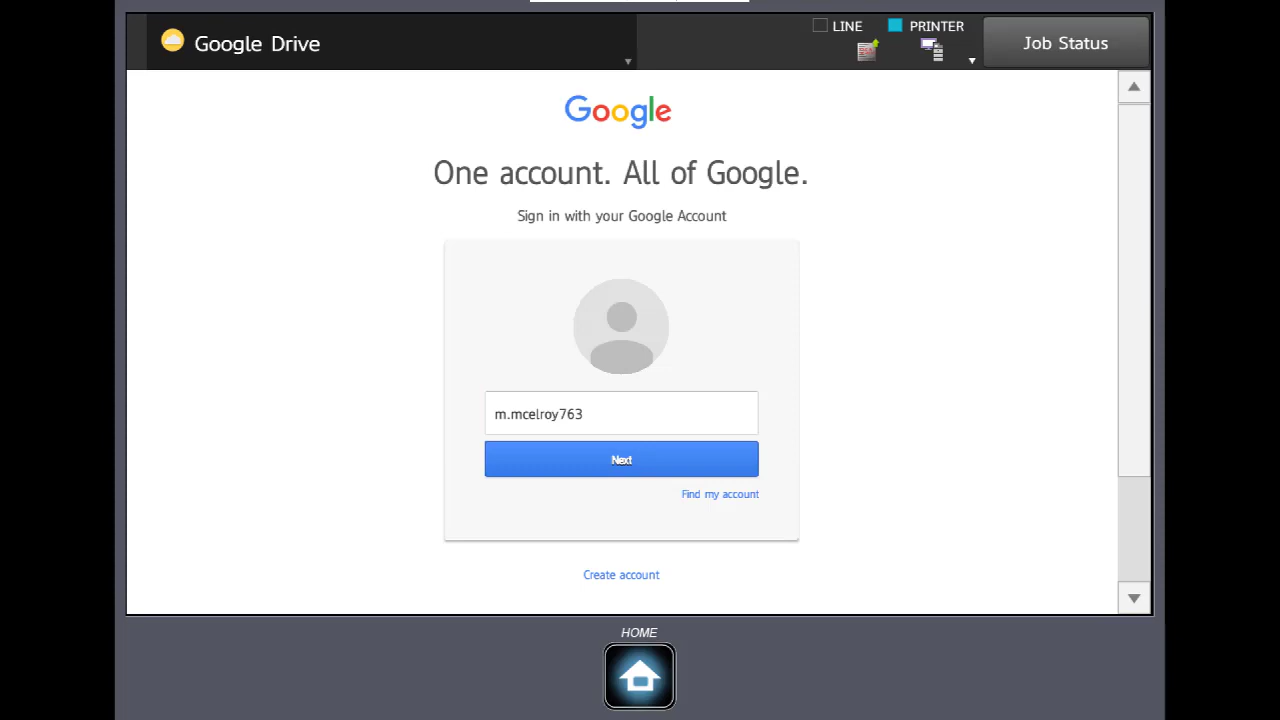 Google Drive
LINE
PRINTER
Job Status
Google
One account. All of Google.
Sign in with your Google Account
m.mcelroy763
Next
Find my account
Create account
HOME